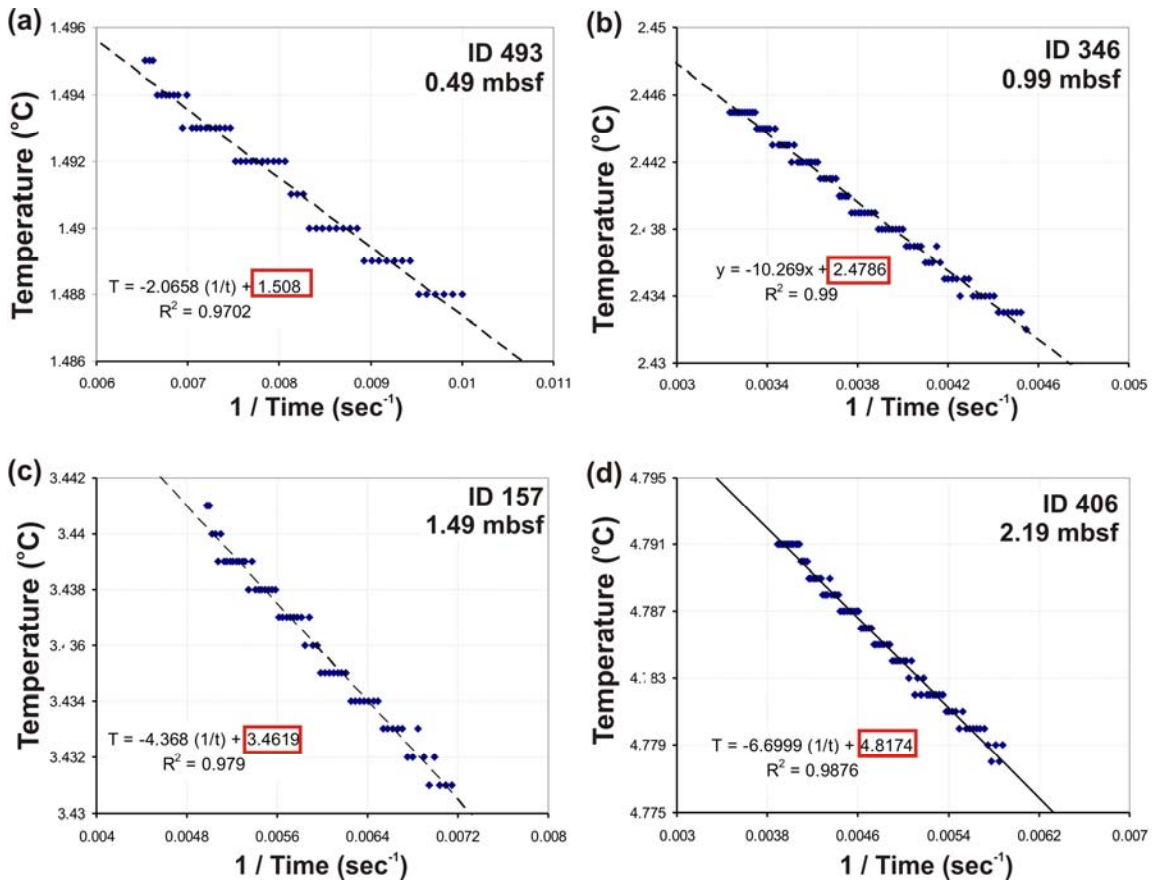 (a)
ID 493
0.49 mbsf
Temperature (°C)
1.496
1.494
1.492
1.49
1.488
1.486
T = -2.0658 (1/t) + 1.508
R² = 0.9702
0.006 0.007 0.008 0.009 0.01 0.011
1 / Time (sec⁻¹)
(b)
ID 346
0.99 mbsf
Temperature (°C)
2.45
2.446
2.442
2.438
2.434
2.43
y = -10.269x + 2.4786
R² = 0.99
0.003 0.0034 0.0038 0.0042 0.0046 0.005
1 / Time (sec⁻¹)
(c)
ID 157
1.49 mbsf
Temperature (°C)
3.442
3.44
3.438
3.436
3.434
3.432
3.43
T = -4.368 (1/t) + 3.4619
R² = 0.979
0.004 0.0048 0.0056 0.0064 0.0072 0.008
1 / Time (sec⁻¹)
(d)
ID 406
2.19 mbsf
Temperature (°C)
4.795
4.791
4.787
4.783
4.779
4.775
T = -6.6999 (1/t) + 4.8174
R² = 0.9876
0.003 0.0038 0.0046 0.0054 0.0062 0.007
1 / Time (sec⁻¹)